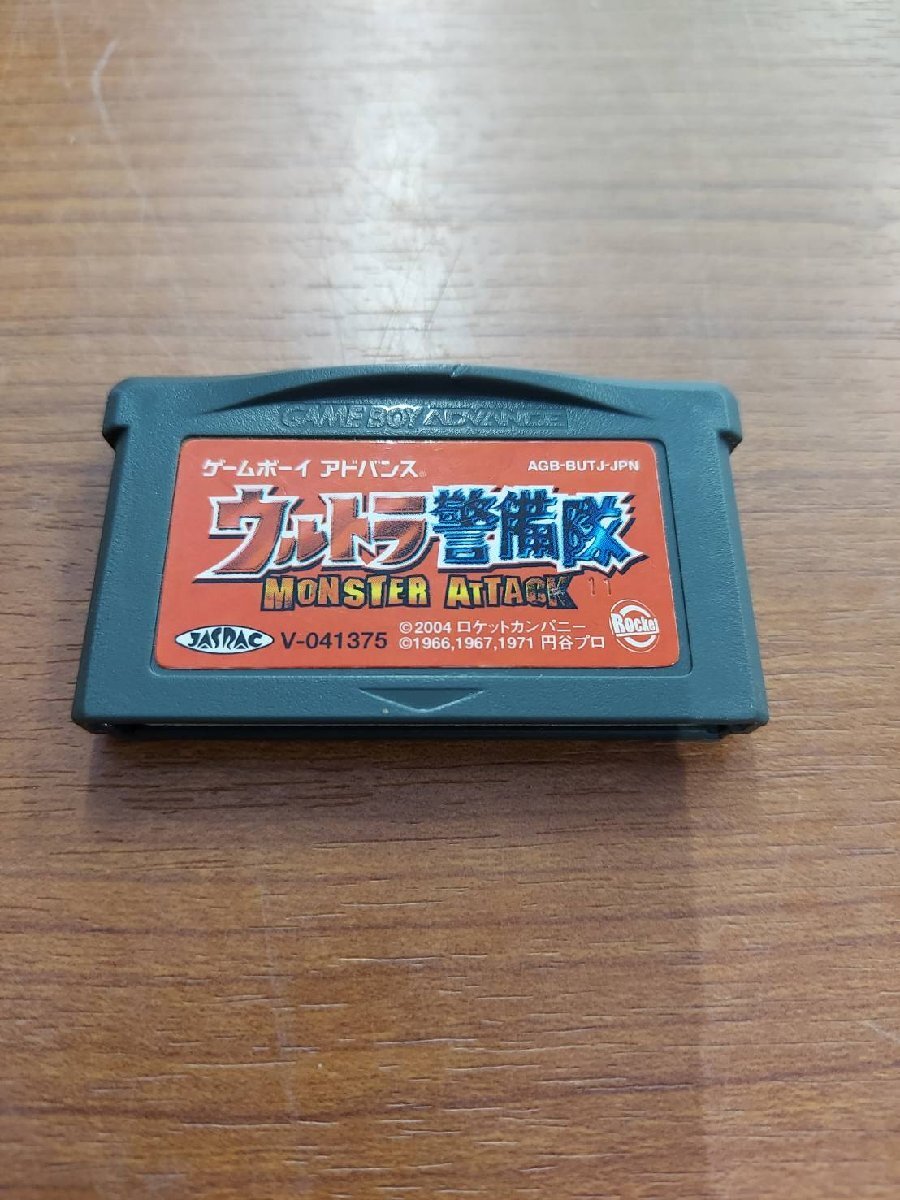 GAME BOY ADVANCE
ゲームボーイ アドバンス®
AGB-BUTJ-JPN
ウルトラ警備隊
MONSTER ATTACK
11
JASRAC
V-041375
©2004 ロケットカンパニー
©1966,1967,1971 円谷プロ
Rocket